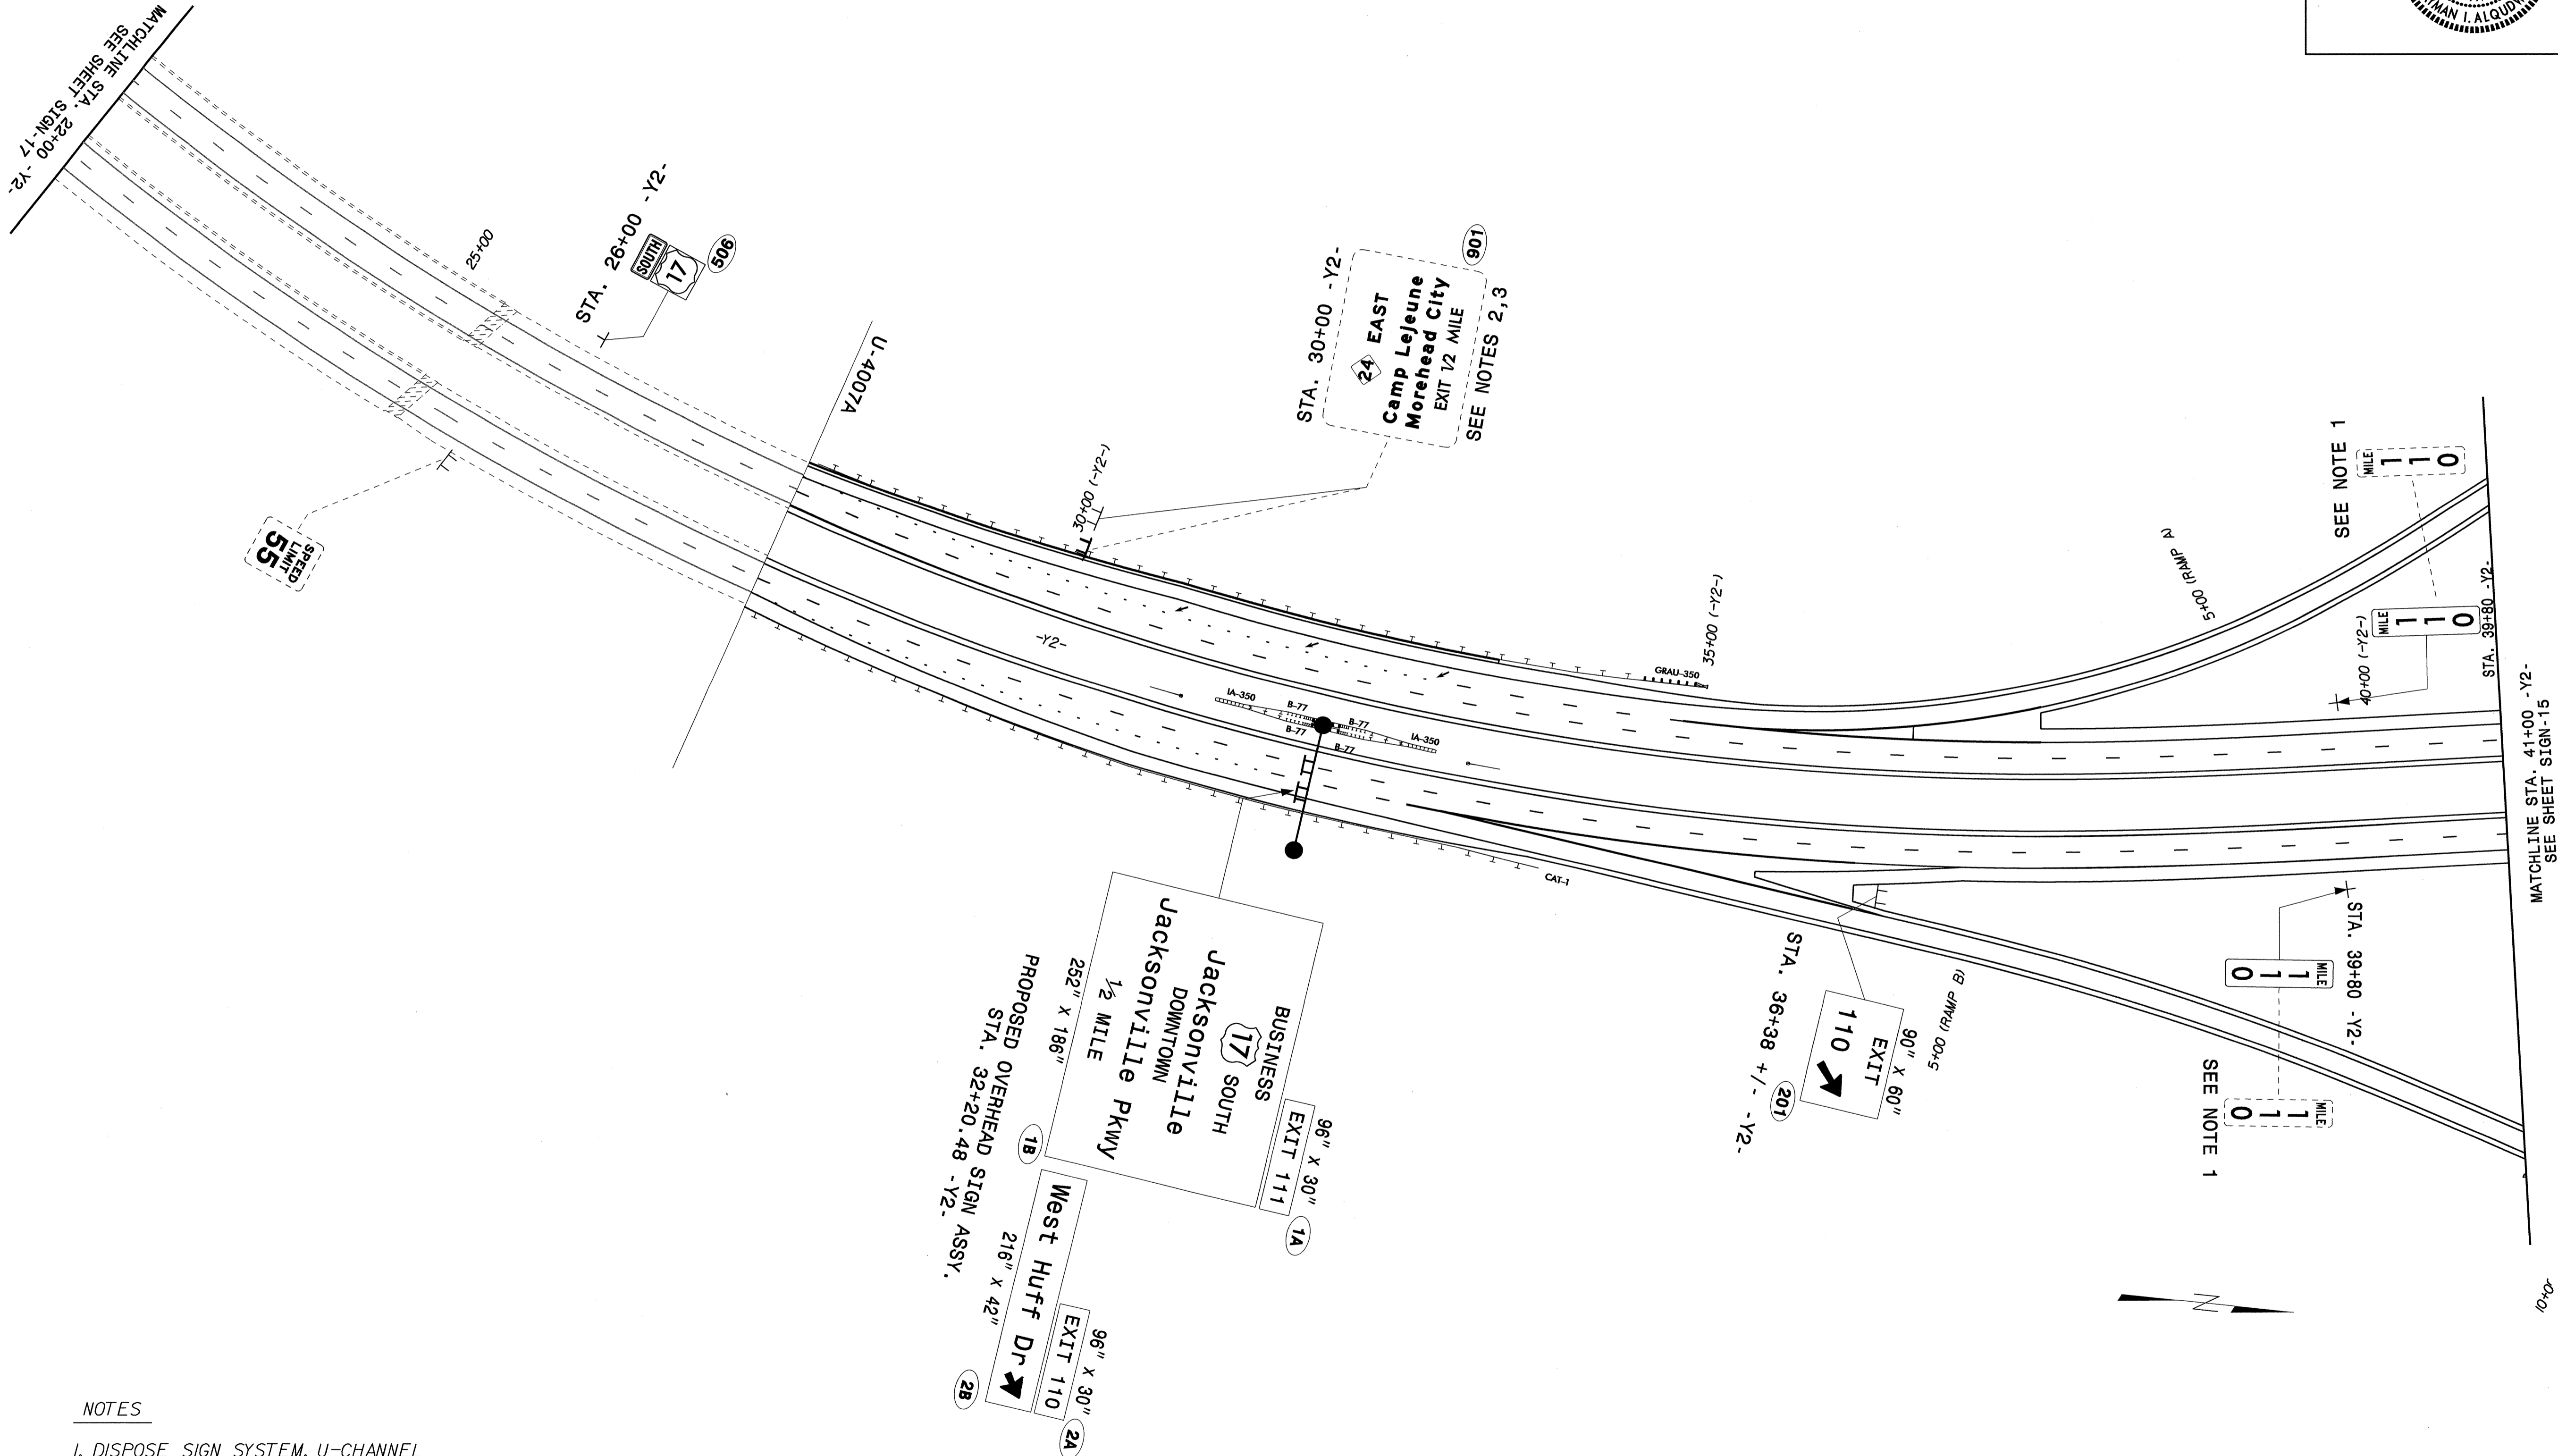 MATCHLINE STA. 22+00 -Y2-
SEE SHEET SIGN-17
25+00
STA. 26+00 -Y2-
SOUTH
17
506
SPEED
LIMIT
55
U-4007A
30+00 (-Y2-)
STA. 30+00 -Y2-
24 EAST
Camp Lejeune
Morehead City
EXIT 1/2 MILE
901
SEE NOTES 2,3
-Y2-
IA-350
B-77
B-77
B-77
B-77
IA-350
GRAU-350
35+00 (-Y2-)
CAT-1
BUSINESS
17 SOUTH
Jacksonville
DOWNTOWN
Jacksonville Pkwy
½ MILE
252" X 186"
1B
EXIT 111
96" X 30"
1A
PROPOSED OVERHEAD SIGN ASSY.
STA. 32+20.48 -Y2-
West Huff Dr
216" X 42"
2B
EXIT 110
96" X 30"
2A
90" X 60"
EXIT
110
201
STA. 36+38 +/- -Y2-
5+00 (RAMP B)
5+00 (RAMP A)
SEE NOTE 1
MILE
1
1
0
MILE
1
1
0
STA. 39+80 -Y2-
40+00 (-Y2-)
MATCHLINE STA. 41+00 -Y2-
SEE SHEET SIGN-15
STA. 39+80 -Y2-
MILE
1
1
0
MILE
1
1
0
SEE NOTE 1
N
NOTES
1. DISPOSE SIGN SYSTEM, U-CHANNEL